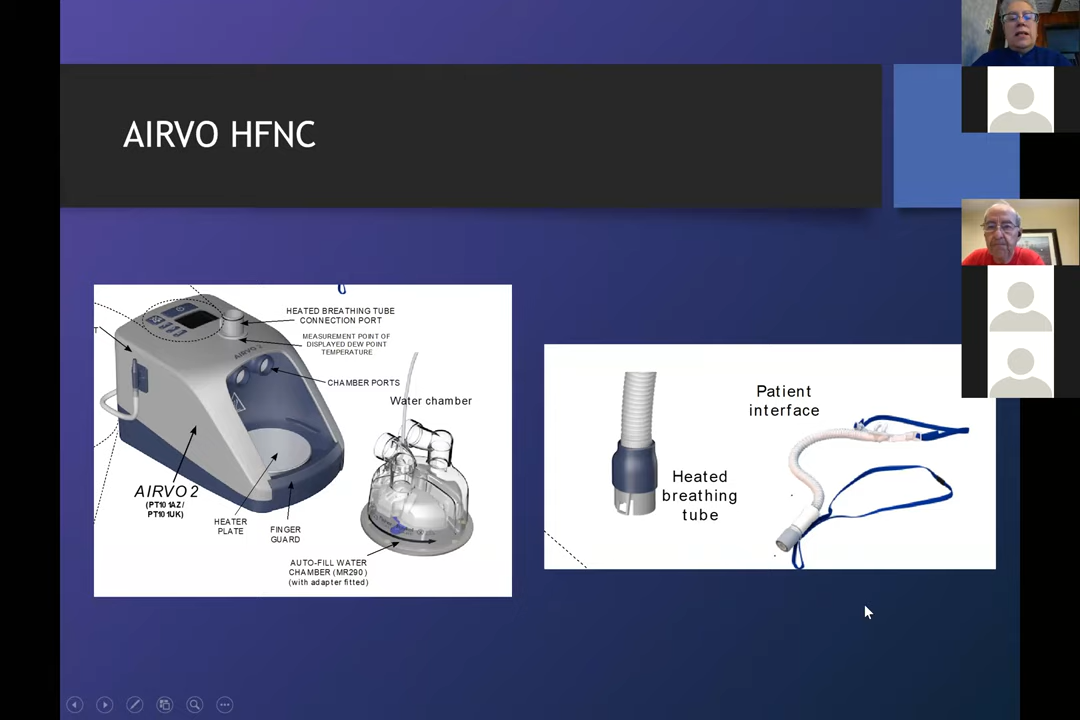 AIRVO HFNC
HEATED BREATHING TUBE
CONNECTION PORT
MEASUREMENT POINT OF
DISPLAYED DEW POINT
TEMPERATURE
T
AIRVO 2
CHAMBER PORTS
Water chamber
AIRVO2
(PT101AZ/
PT101UK)
HEATER
PLATE
FINGER
GUARD
AUTO-FILL WATER
CHAMBER (MR290)
(with adapter fitted)
Patient
interface
Heated
breathing
tube